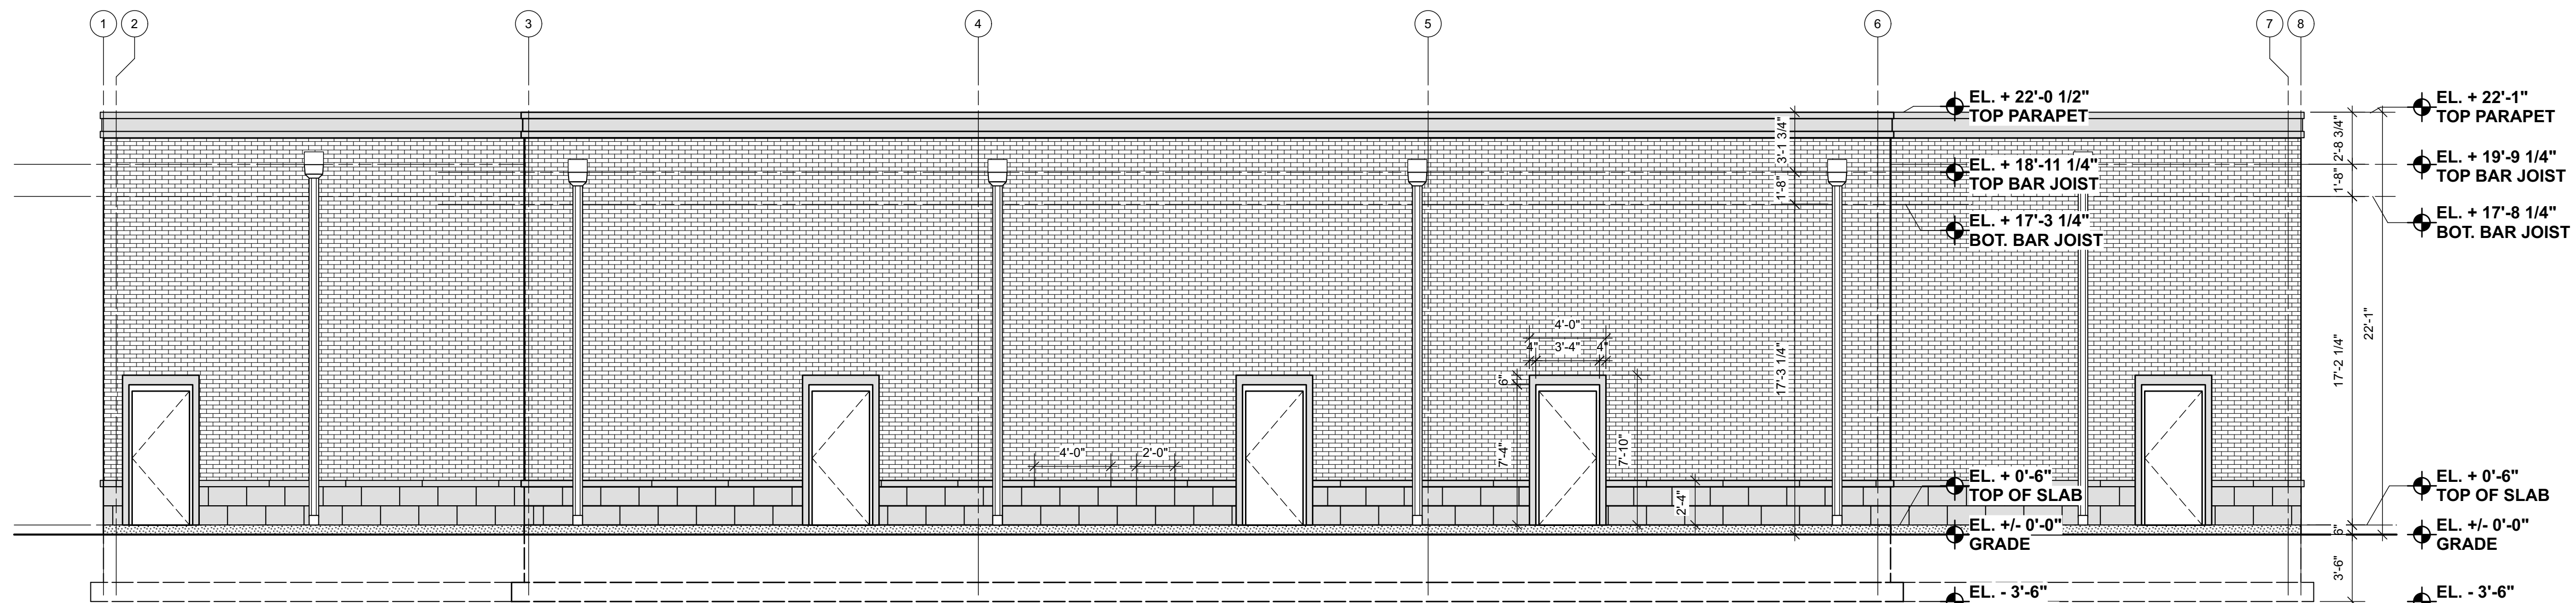 1
2
3
4
5
6
7
8
EL. + 22'-0 1/2"
TOP PARAPET
EL. + 22'-1"
TOP PARAPET
3'-1 3/4"
2'-8 3/4"
EL. + 18'-11 1/4"
TOP BAR JOIST
EL. + 19'-9 1/4"
TOP BAR JOIST
1'-8"
1'-8"
EL. + 17'-3 1/4"
BOT. BAR JOIST
EL. + 17'-8 1/4"
BOT. BAR JOIST
4'-0"
4"
3'-4"
4"
6"
17'-3 1/4"
17'-2 1/4"
22'-1"
7'-4"
7'-10"
4'-0"
2'-0"
2'-4"
EL. + 0'-6"
TOP OF SLAB
EL. + 0'-6"
TOP OF SLAB
EL. +/- 0'-0"
GRADE
6"
EL. +/- 0'-0"
GRADE
3'-6"
EL. - 3'-6"
EL. - 3'-6"